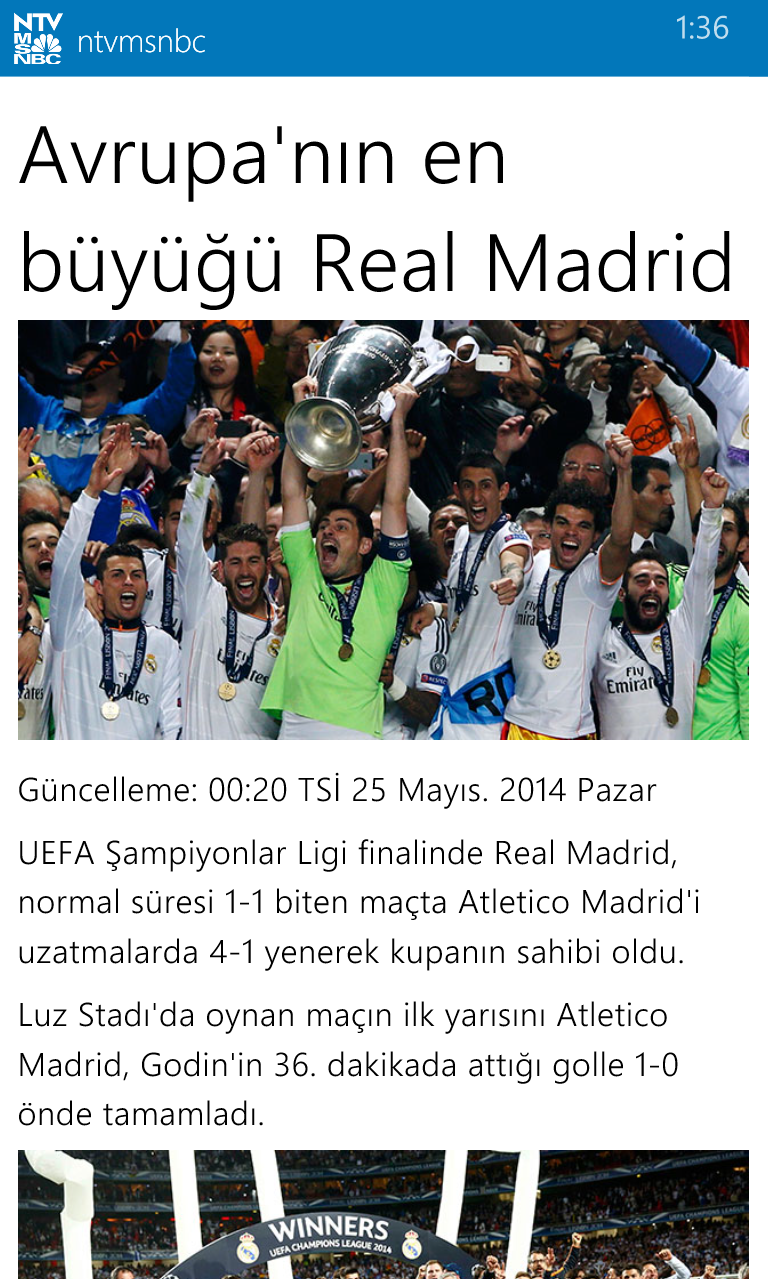 NTV
MS
NBC
ntvmsnbc
1:36
Avrupa'nın en
büyüğü Real Madrid
Fly
Emirates
Güncelleme: 00:20 TSİ 25 Mayıs. 2014 Pazar
UEFA Şampiyonlar Ligi finalinde Real Madrid,
normal süresi 1-1 biten maçta Atletico Madrid'i
uzatmalarda 4-1 yenerek kupanın sahibi oldu.
Luz Stadı'da oynan maçın ilk yarısını Atletico
Madrid, Godin'in 36. dakikada attığı golle 1-0
önde tamamladı.
WINNERS
UEFA CHAMPIONS LEAGUE 2014